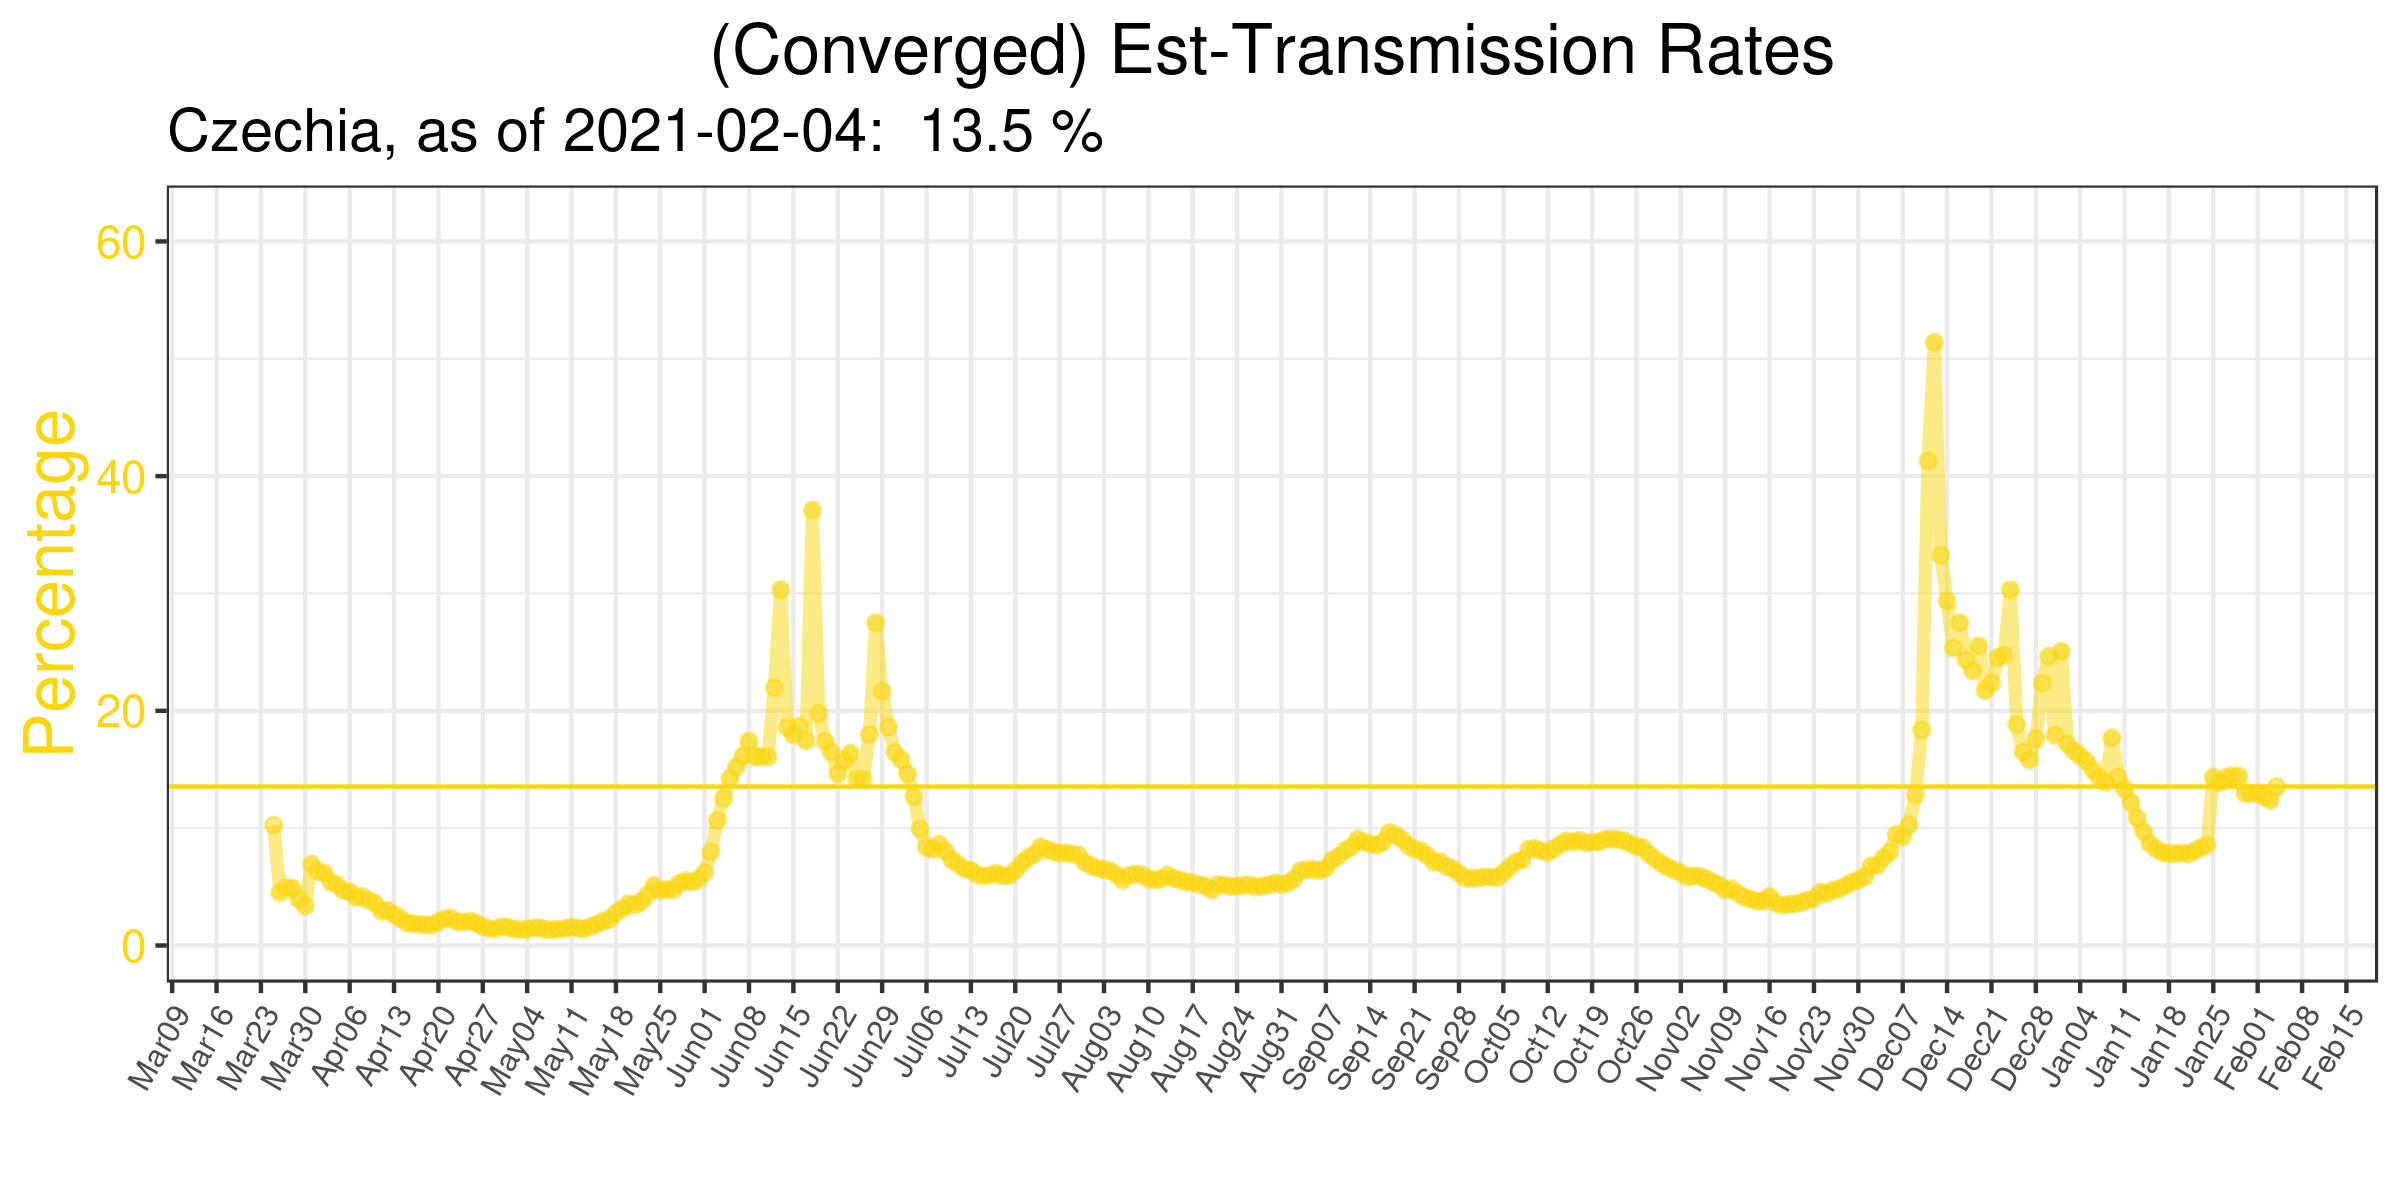 (Converged) Est-Transmission Rates
Czechia, as of 2021-02-04:  13.5 %
Percentage
60
40
20
0
Mar09
Mar16
Mar23
Mar30
Apr06
Apr13
Apr20
Apr27
May04
May11
May18
May25
Jun01
Jun08
Jun15
Jun22
Jun29
Jul06
Jul13
Jul20
Jul27
Aug03
Aug10
Aug17
Aug24
Aug31
Sep07
Sep14
Sep21
Sep28
Oct05
Oct12
Oct19
Oct26
Nov02
Nov09
Nov16
Nov23
Nov30
Dec07
Dec14
Dec21
Dec28
Jan04
Jan11
Jan18
Jan25
Feb01
Feb08
Feb15